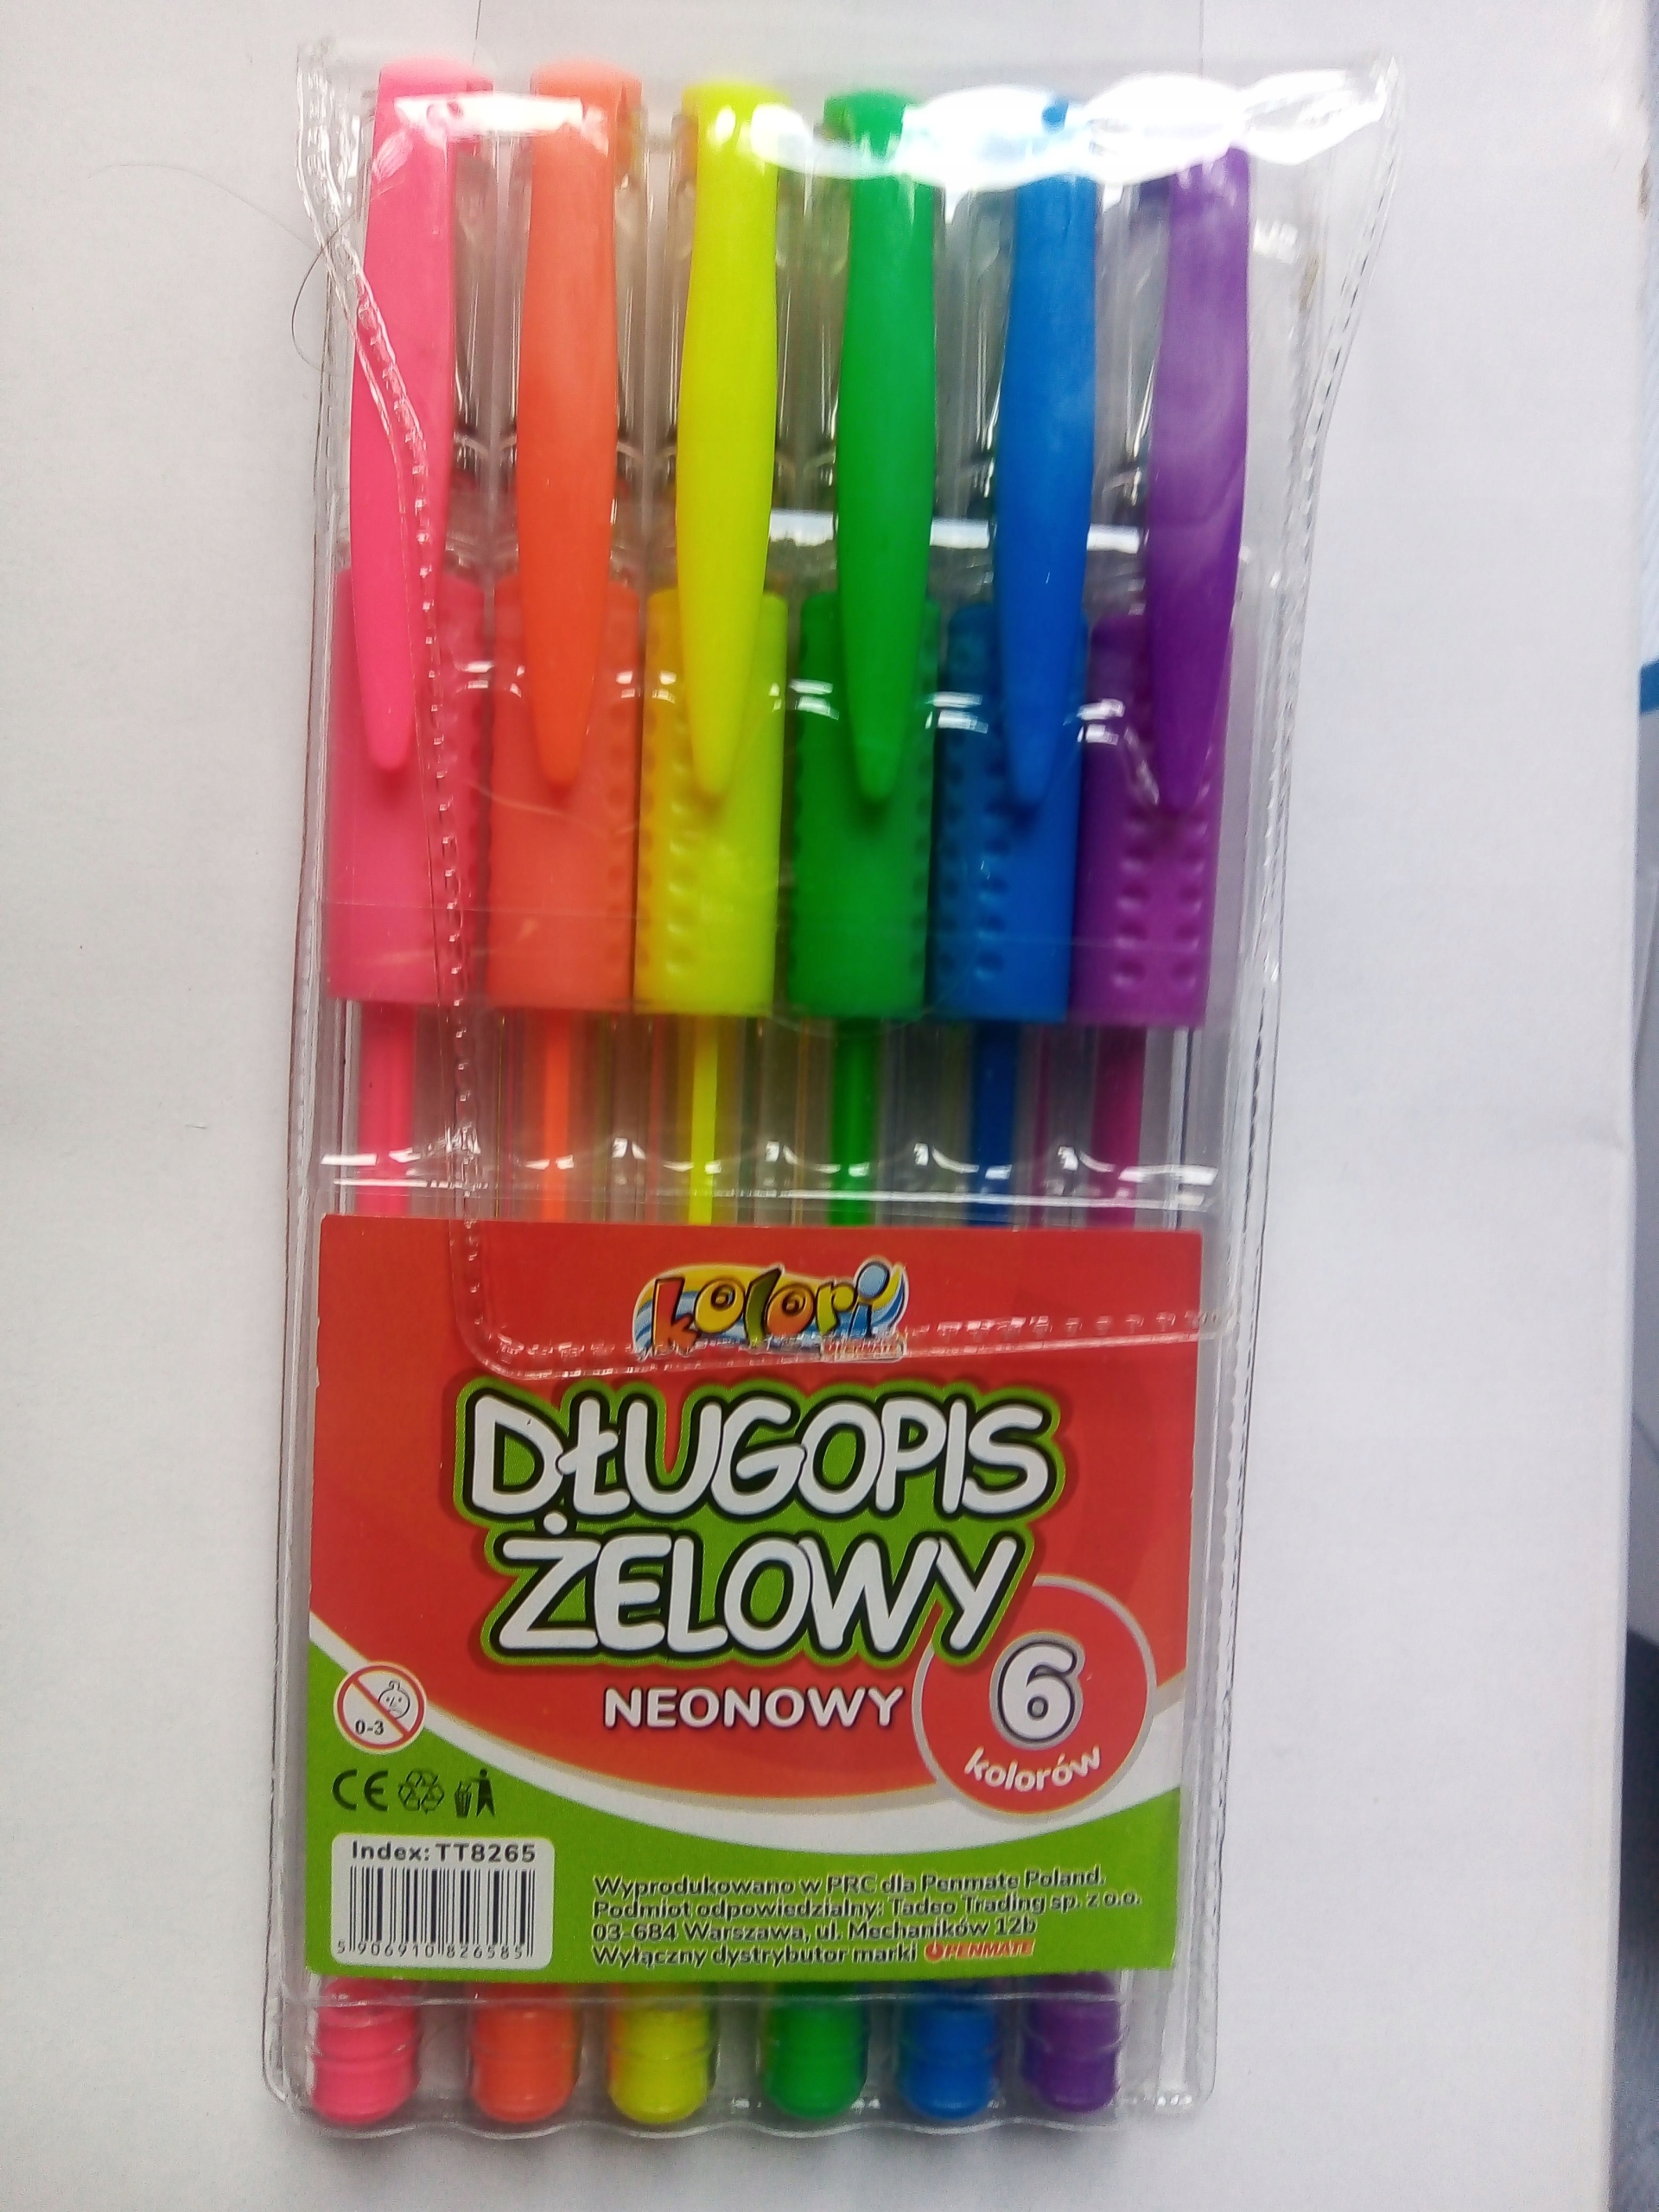 kolori
PENMATE
DŁUGOPIS
ŻELOWY
NEONOWY
6
kolorów
0-3
CE
Index: TT8265
5 906910 826585
Wyprodukowano w PRC dla Penmate Poland.
Podmiot odpowiedzialny: Tadeo Trading sp. z o.o.
03-684 Warszawa, ul. Mechaników 12b
Wyłączny dystrybutor marki PENMATE